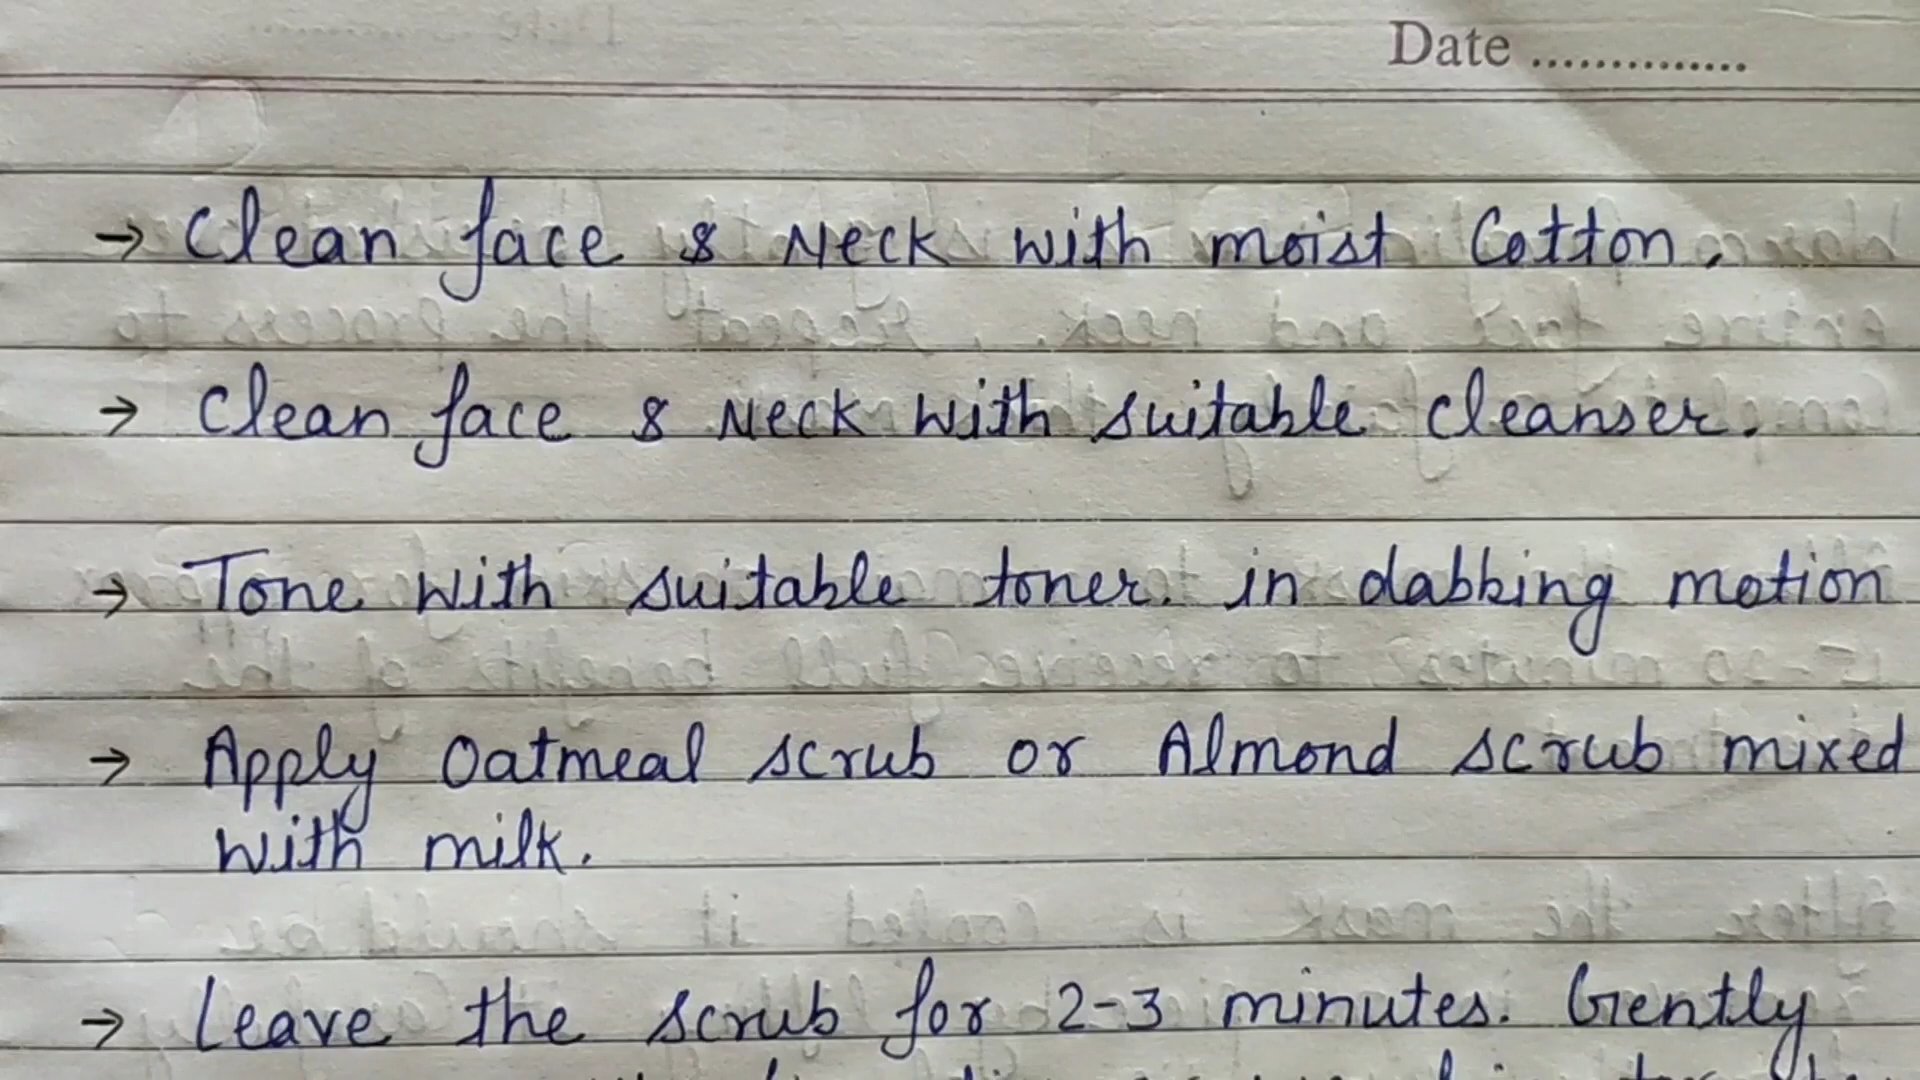 Date ..............
→ Clean face & Neck with moist Cotton.
→ Clean face & Neck with suitable cleanser.
→ Tone with suitable toner. in dabbing motion
→ Apply Oatmeal scrub or Almond scrub mixed
with milk.
→ Leave the scrub for 2-3 minutes. Gently